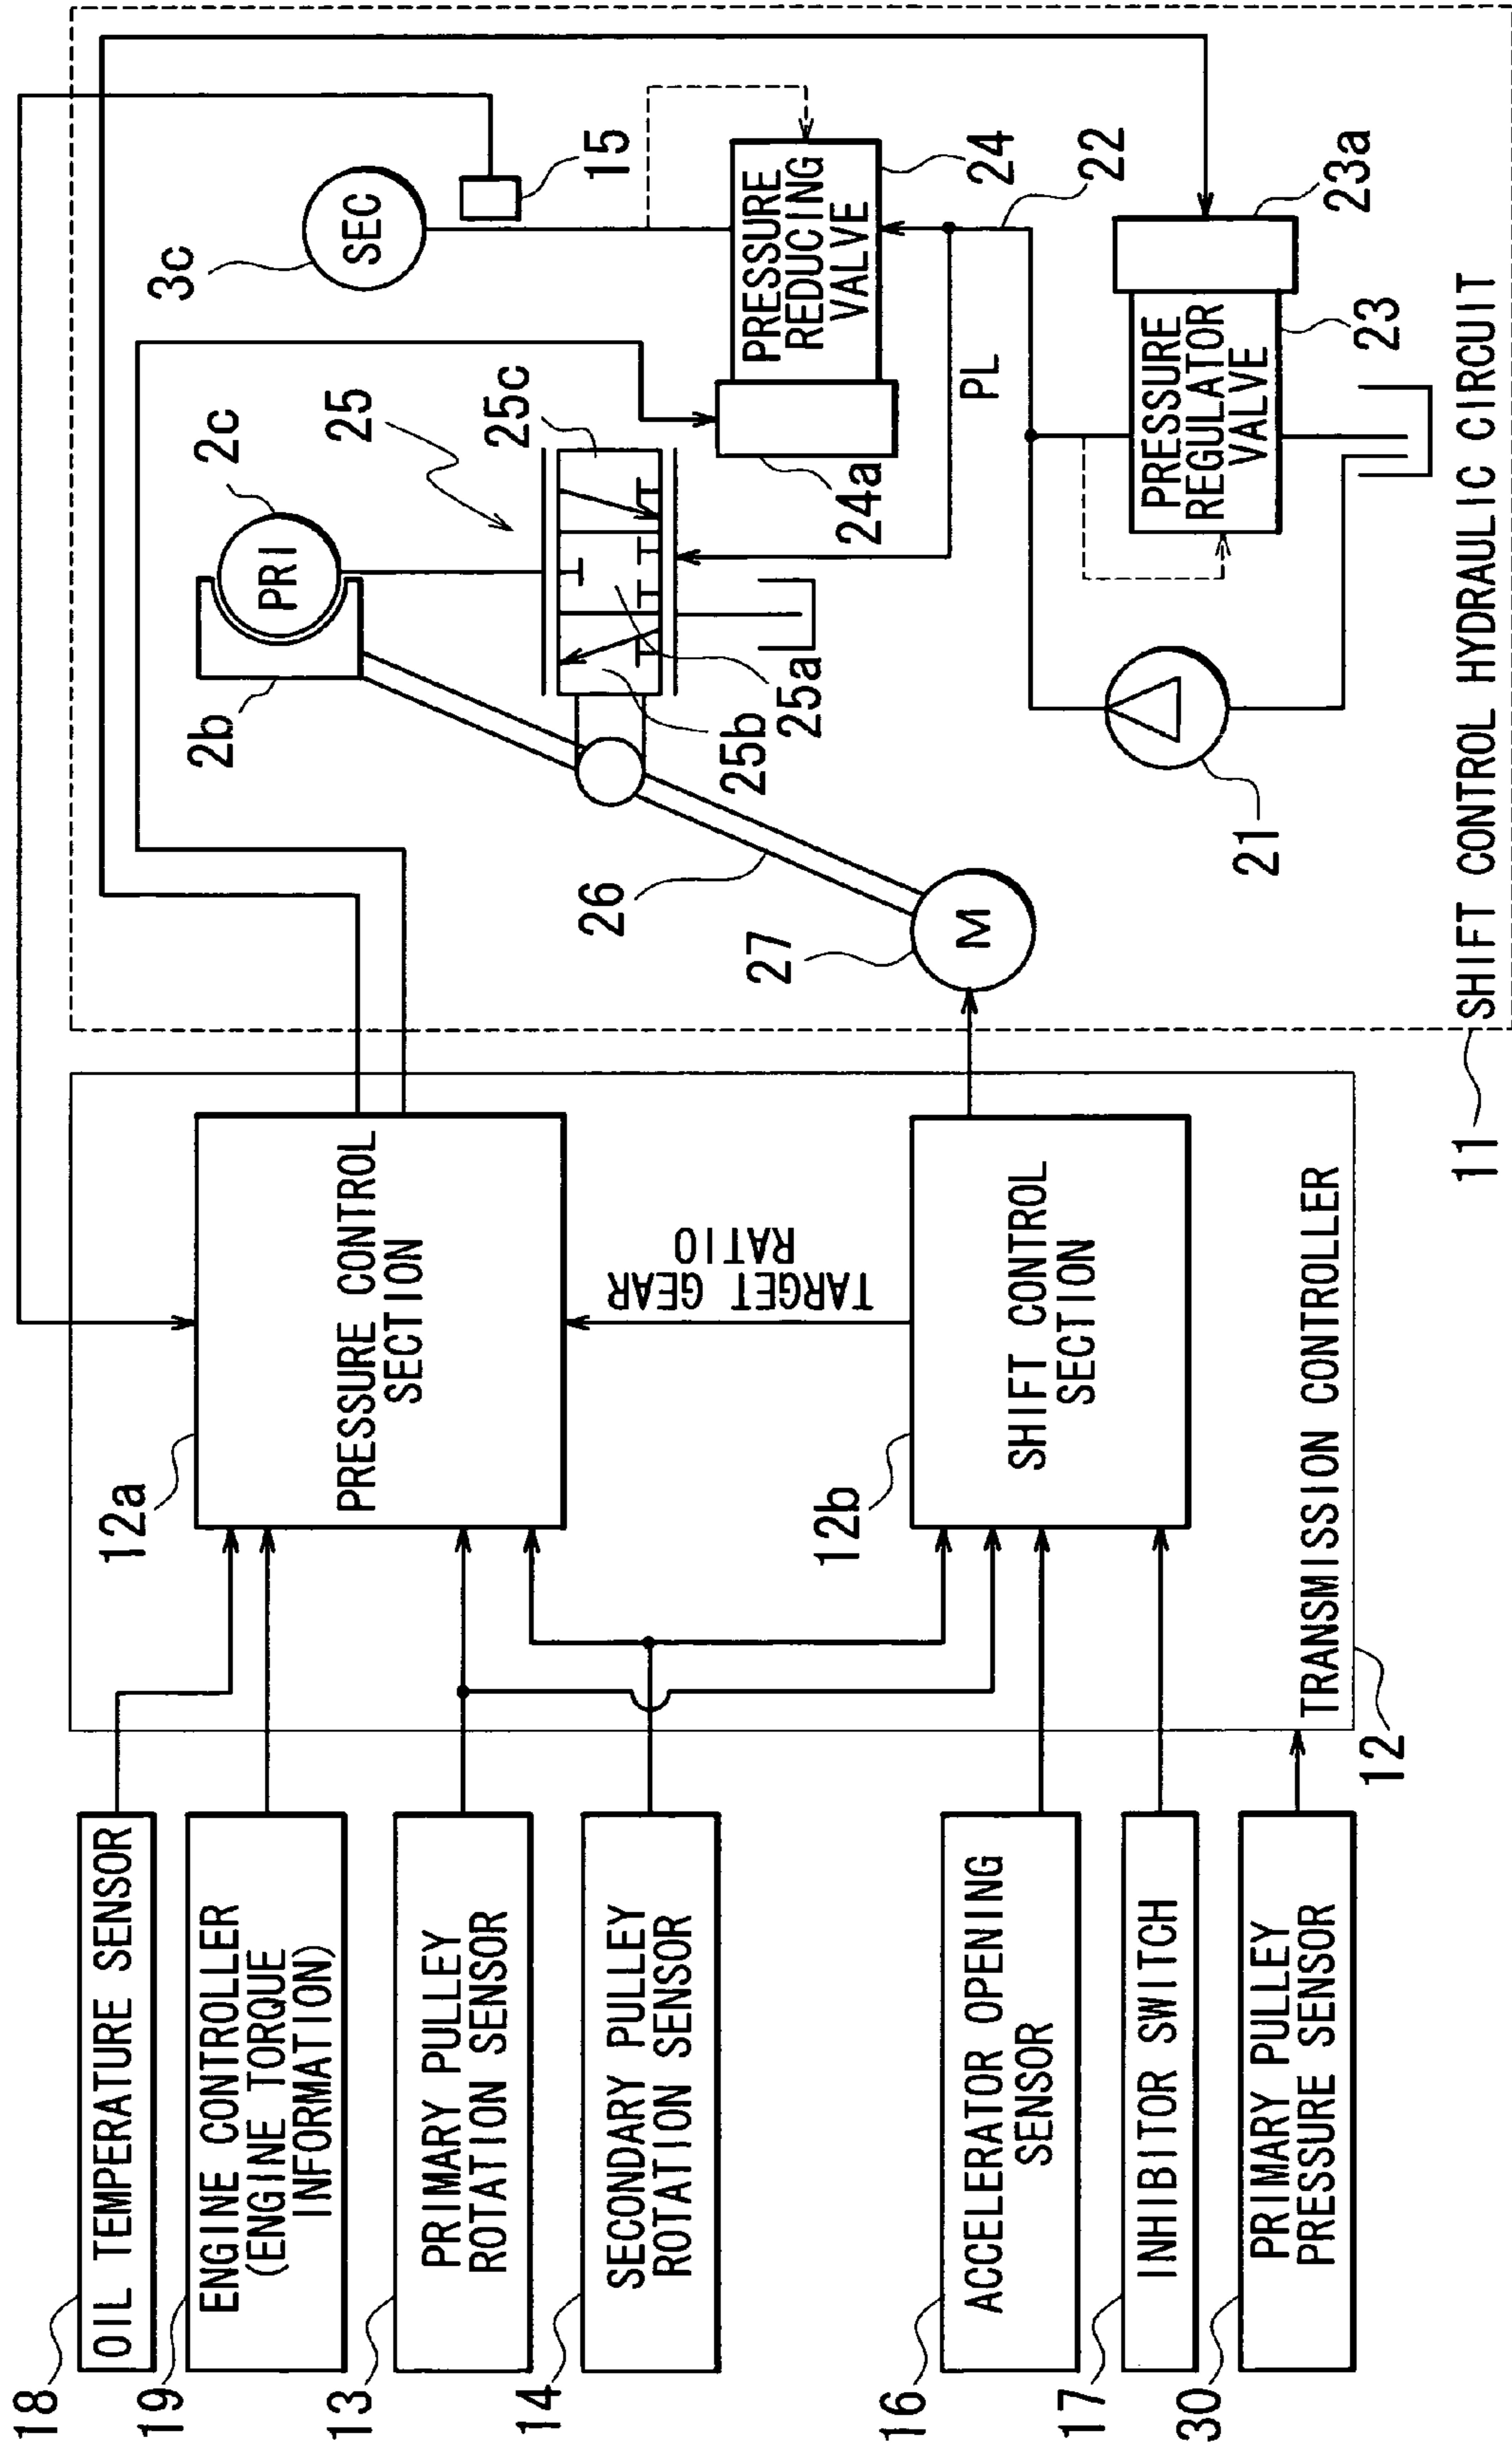 18
OIL TEMPERATURE SENSOR
19
ENGINE CONTROLLER
(ENGINE TORQUE
INFORMATION)
13
PRIMARY PULLEY
ROTATION SENSOR
14
SECONDARY PULLEY
ROTATION SENSOR
16
ACCELERATOR OPENING
SENSOR
17
INHIBITOR SWITCH
30
PRIMARY PULLEY
PRESSURE SENSOR
12a
PRESSURE CONTROL
SECTION
TARGET GEAR
RATIO
12b
SHIFT CONTROL
SECTION
TRANSMISSION CONTROLLER
12
3c
SEC
15
2c
PRI
2b
25
25c
25a
25b
24a
PRESSURE
REDUCING
VALVE
24
22
PL
26
27
M
23a
PRESSURE
REGULATOR
VALVE
23
21
11
SHIFT CONTROL HYDRAULIC CIRCUIT